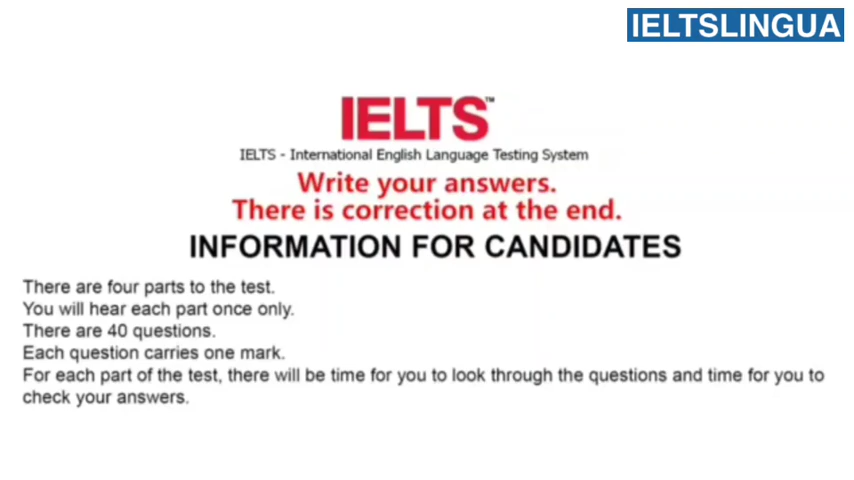 IELTSLINGUA
IELTS™
IELTS - International English Language Testing System
Write your answers.
There is correction at the end.
INFORMATION FOR CANDIDATES
There are four parts to the test.
You will hear each part once only.
There are 40 questions.
Each question carries one mark.
For each part of the test, there will be time for you to look through the questions and time for you to
check your answers.